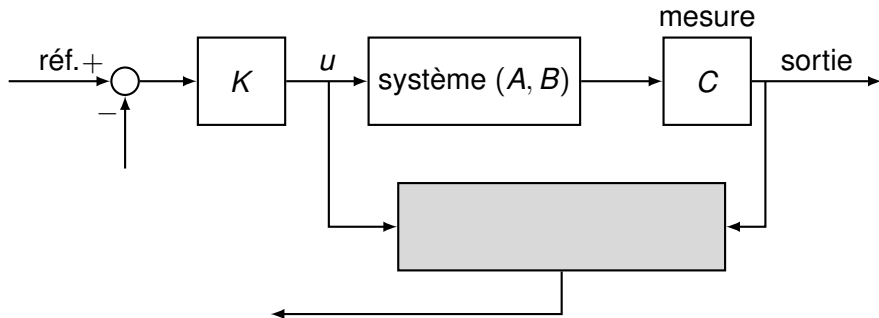 mesure
réf. +
−
K
u
système (A, B)
C
sortie